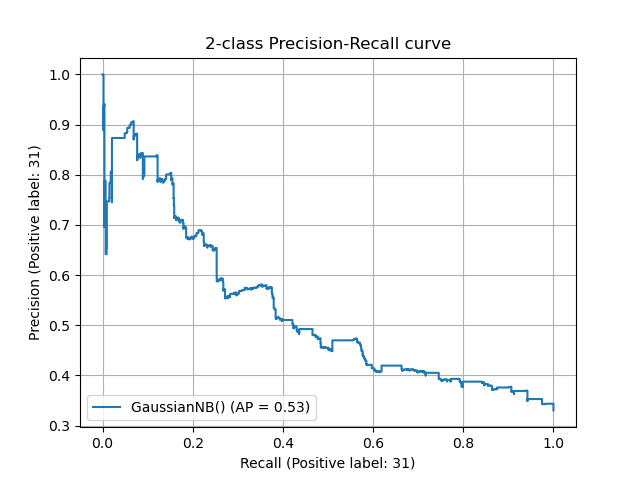 2-class Precision-Recall curve
1.0
0.9
0.8
0.7
0.6
0.5
0.4
0.3
Precision (Positive label: 31)
GaussianNB() (AP = 0.53)
0.0 0.2 0.4 0.6 0.8 1.0
Recall (Positive label: 31)